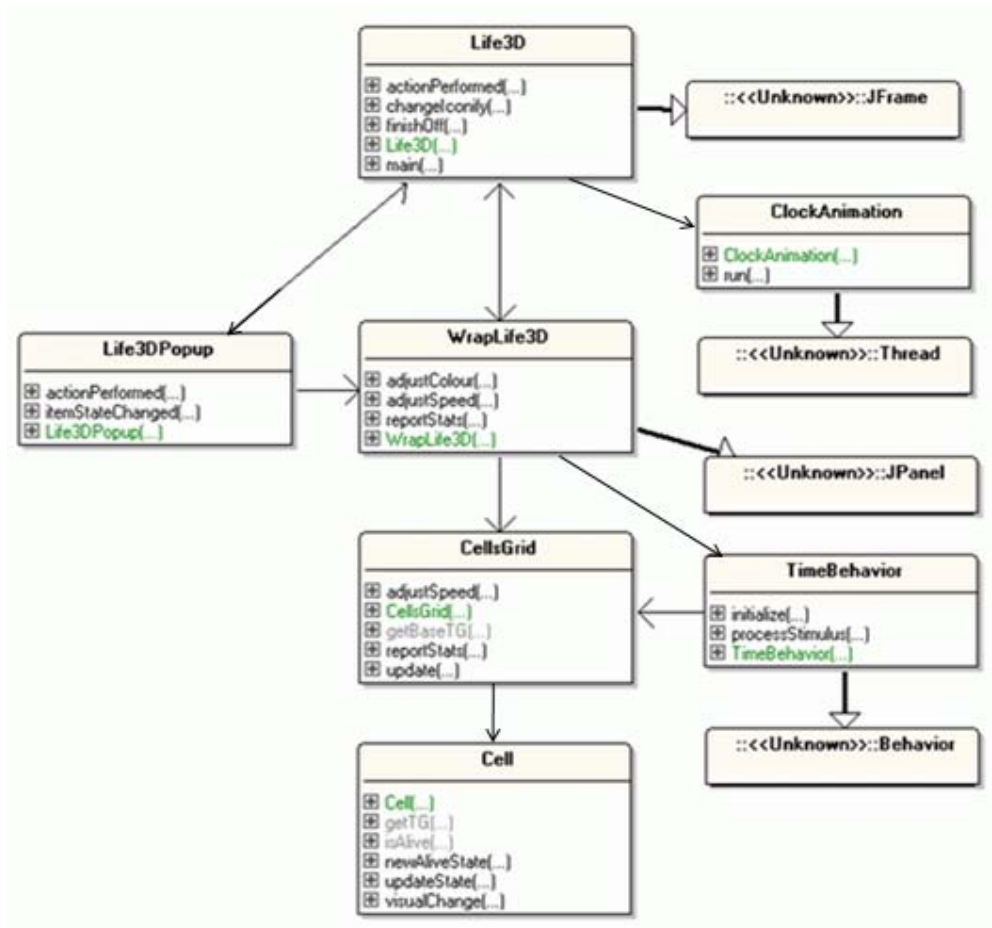 Life3D
actionPerformed(...)
changeIconify(...)
finishOff(...)
Life3D(...)
main(...)
::<<Unknown>>::JFrame
ClockAnimation
ClockAnimation(...)
run(...)
::<<Unknown>>::Thread
Life3DPopup
actionPerformed(...)
itemStateChanged(...)
Life3DPopup(...)
WrapLife3D
adjustColour(...)
adjustSpeed(...)
reportStats(...)
WrapLife3D(...)
::<<Unknown>>::JPanel
CellsGrid
adjustSpeed(...)
CellsGrid(...)
getBaseTG(...)
reportStats(...)
update(...)
TimeBehavior
initialize(...)
processStimulus(...)
TimeBehavior(...)
::<<Unknown>>::Behavior
Cell
Cell(...)
getTG(...)
isAlive(...)
newAliveState(...)
updateState(...)
visualChange(...)